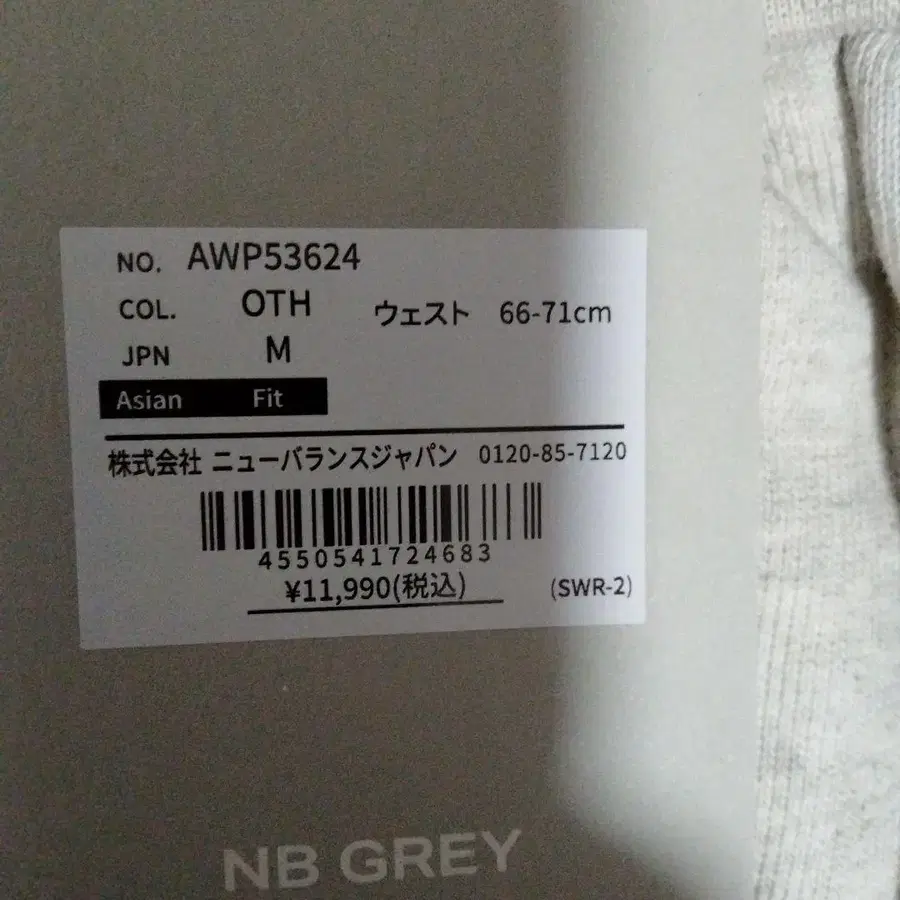 NO. AWP53624
COL. OTH ウェスト 66-71cm
JPN M
Asian Fit
株式会社 ニューバランスジャパン 0120-85-7120
4550541724683
¥11,990(税込) (SWR-2)
NB GREY